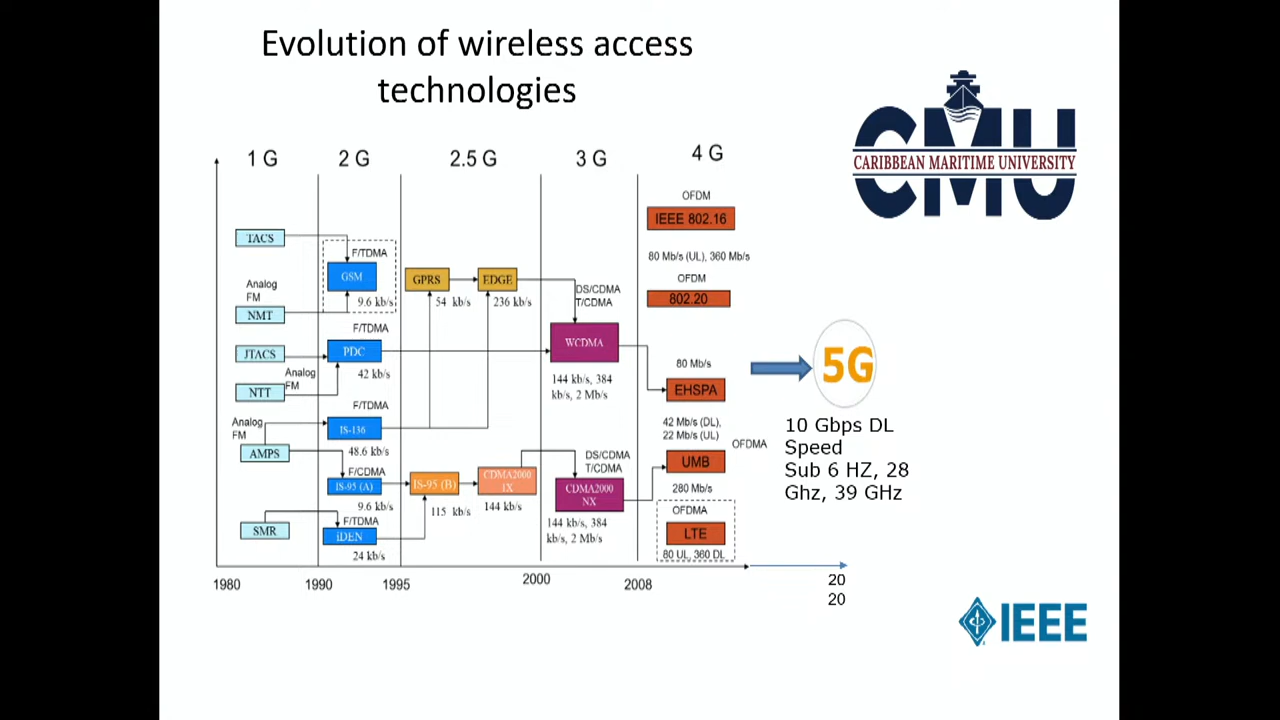 Evolution of wireless access
technologies
CMU
CARIBBEAN MARITIME UNIVERSITY
1 G
2 G
2.5 G
3 G
4 G
OFDM
IEEE 802.16
80 Mb/s (UL), 360 Mb/s
OFDM
802.20
TACS
F/TDMA
GSM
9.6 kb/s
Analog
FM
NMT
GPRS
54 kb/s
EDGE
236 kb/s
DS/CDMA
T/CDMA
WCDMA
144 kb/s, 384
kb/s, 2 Mb/s
F/TDMA
JTACS
PDC
42 kb/s
Analog
FM
NTT
80 Mb/s
EHSPA
42 Mb/s (DL),
22 Mb/s (UL)
OFDMA
5G
10 Gbps DL
Speed
Sub 6 HZ, 28
Ghz, 39 GHz
F/TDMA
Analog
FM
IS-136
AMPS
48.6 kb/s
UMB
280 Mb/s
F/CDMA
IS-95 (A)
9.6 kb/s
IS-95 (B)
115 kb/s
CDMA2000
1X
144 kb/s
DS/CDMA
T/CDMA
CDMA2000
NX
144 kb/s, 384
kb/s, 2 Mb/s
OFDMA
LTE
80 UL, 360 DL
SMR
F/TDMA
iDEN
24 kb/s
1980
1990
1995
2000
2008
20
20
IEEE